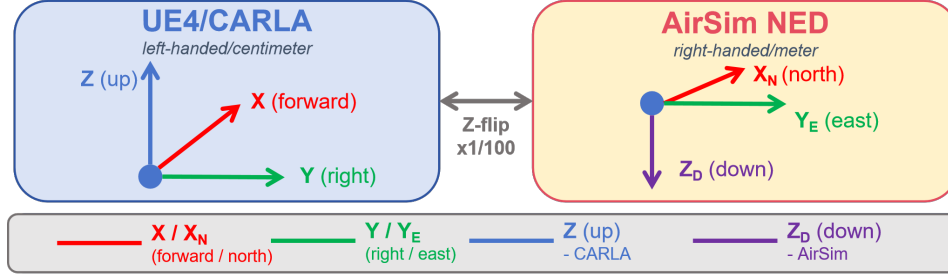 UE4/CARLA
left-handed/centimeter
Z (up)
X (forward)
Y (right)
Z-flip
x1/100
AirSim NED
right-handed/meter
X_N (north)
Y_E (east)
Z_D (down)
X / X_N
(forward / north)
Y / Y_E
(right / east)
Z (up)
- CARLA
Z_D (down)
- AirSim